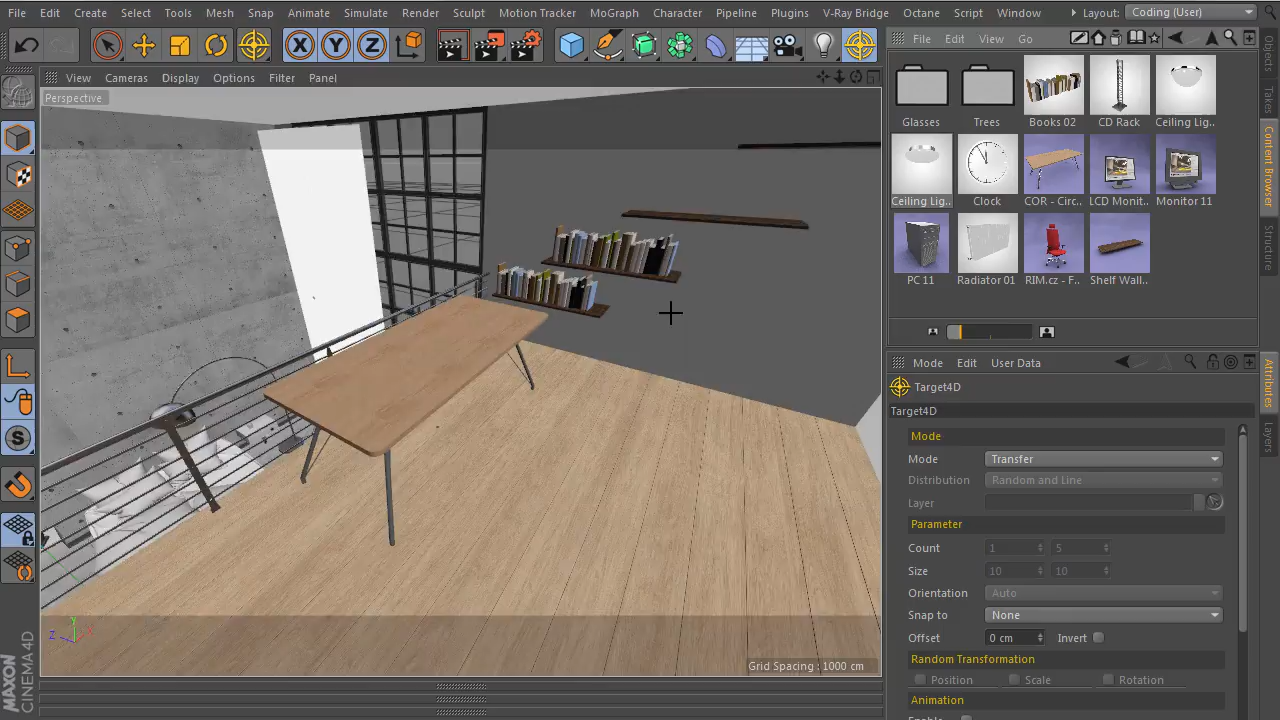 File Edit Create Select Tools Mesh Snap Animate Simulate Render Sculpt Motion Tracker MoGraph Character Pipeline Plugins V-Ray Bridge Octane Script Window Layout: Coding (User)
X Y Z
File Edit View Go
View Cameras Display Options Filter Panel
Perspective
Glasses Trees Books 02 CD Rack Ceiling Lig..
Ceiling Lig.. Clock COR - Circ.. LCD Monit.. Monitor 11
PC 11 Radiator 01 RIM.cz - F.. Shelf Wall..
Objects
Takes
Content Browser
Structure
Mode Edit User Data
Target4D
Target4D
Mode
Mode Transfer
Distribution Random and Line
Layer
Parameter
Count 1 5
Size 10 10
Orientation Auto
Snap to None
Offset 0 cm Invert
Random Transformation
Position Scale Rotation
Animation
Attributes
Layers
Y
Z X
Grid Spacing : 1000 cm
S
MAXON
CINEMA4D